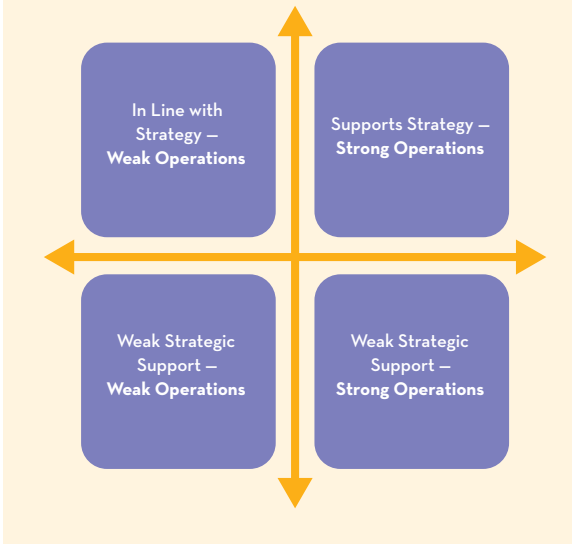 In Line with
Strategy —
Weak Operations
Supports Strategy —
Strong Operations
Weak Strategic
Support —
Weak Operations
Weak Strategic
Support —
Strong Operations